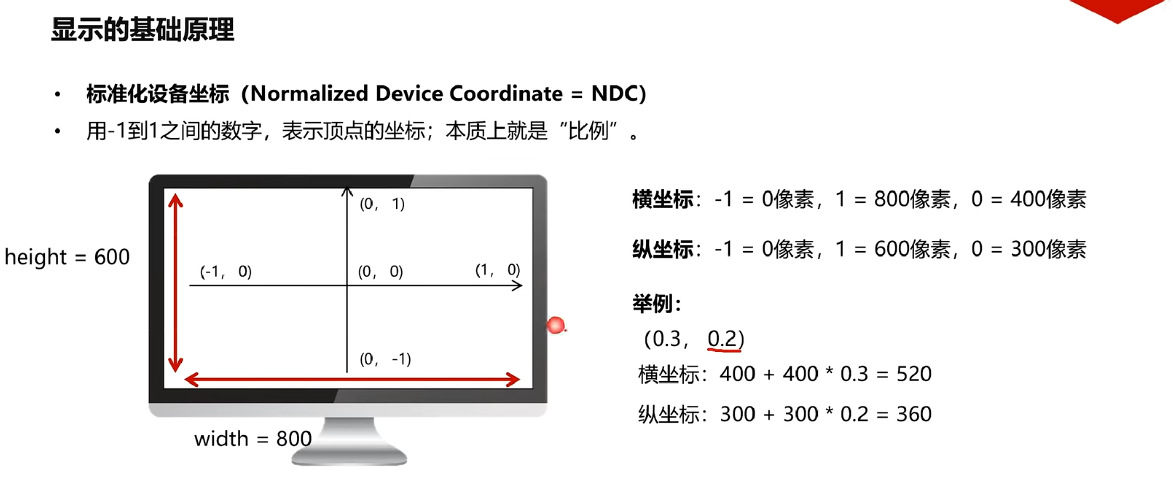 显示的基础原理
• 标准化设备坐标（Normalized Device Coordinate = NDC）
• 用-1到1之间的数字，表示顶点的坐标；本质上就是“比例”。
(0, 1)
(-1, 0)
(0, 0)
(1, 0)
(0, -1)
height = 600
width = 800
横坐标：-1 = 0像素，1 = 800像素，0 = 400像素
纵坐标：-1 = 0像素，1 = 600像素，0 = 300像素
举例：
（0.3， 0.2）
横坐标：400 + 400 * 0.3 = 520
纵坐标：300 + 300 * 0.2 = 360